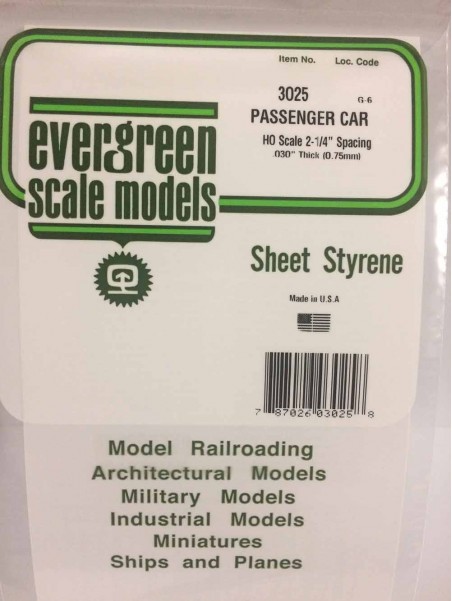 Item No. Loc. Code
3025 G-6
PASSENGER CAR
HO Scale 2-1/4" Spacing
.030" Thick (0.75mm)
evergreen
scale models
Sheet Styrene
Made in U.S.A
7 87026 03025 8
Model Railroading
Architectural Models
Military Models
Industrial Models
Miniatures
Ships and Planes